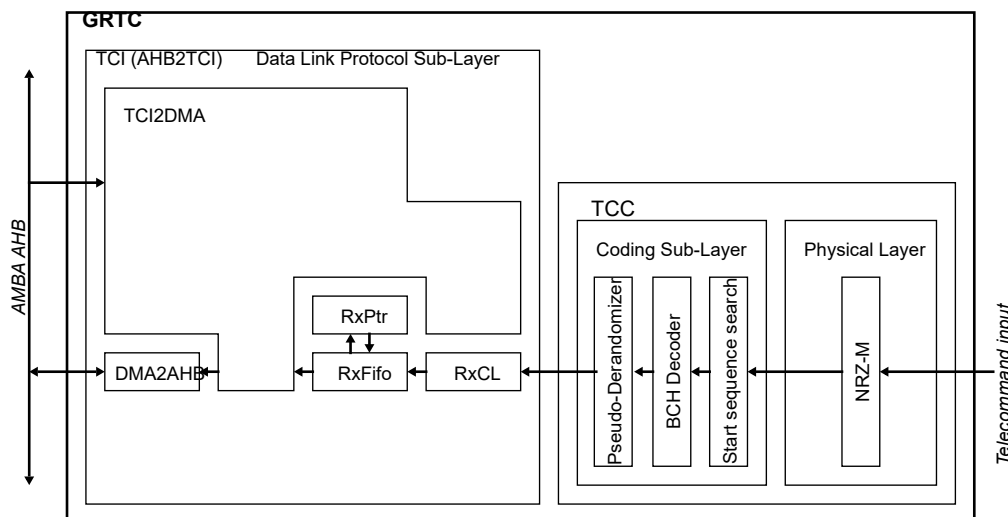 GRTC
TCI (AHB2TCI) Data Link Protocol Sub-Layer
TCI2DMA
AMBA AHB
TCC
Coding Sub-Layer
Physical Layer
RxPtr
DMA2AHB
RxFifo
RxCL
Pseudo-Derandomizer
BCH Decoder
Start sequence search
NRZ-M
Telecommand input